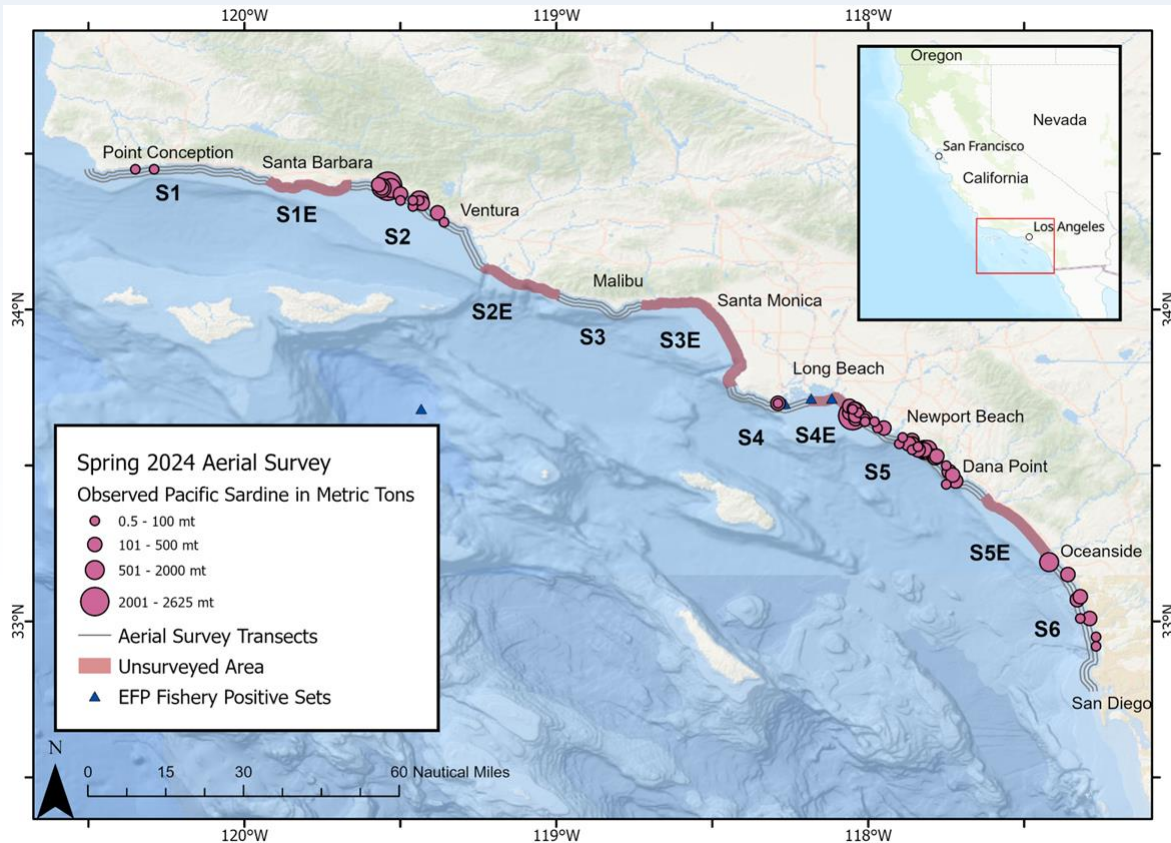 120°W 119°W 118°W
Oregon
Nevada
San Francisco
California
Los Angeles
Point Conception
Santa Barbara
S1
S1E
Ventura
S2
34°N
34°N
Malibu
Santa Monica
S2E
S3
S3E
Long Beach
Newport Beach
S4
S4E
Dana Point
S5
Oceanside
S5E
S6
33°N
33°N
San Diego
Spring 2024 Aerial Survey
Observed Pacific Sardine in Metric Tons
0.5 - 100 mt
101 - 500 mt
501 - 2000 mt
2001 - 2625 mt
Aerial Survey Transects
Unsurveyed Area
EFP Fishery Positive Sets
N
0 15 30 60 Nautical Miles
120°W 119°W 118°W